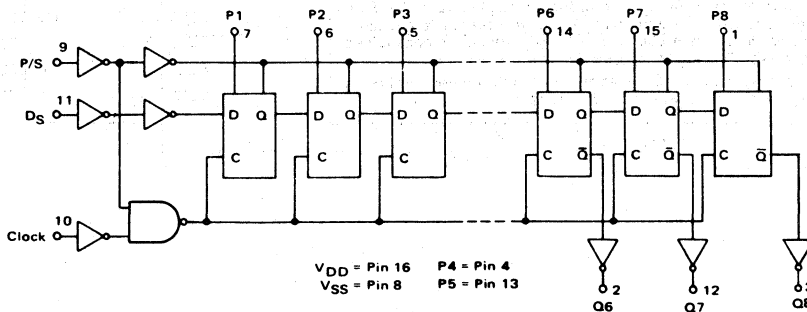 P1 P2 P3 P6 P7 P8
7 6 5 14 15 1
P/S 9
DS 11
D Q D Q D Q D Q D Q D
C C C C Q̅ C Q̅ C Q̅
Clock 10
VDD = Pin 16 P4 = Pin 4
VSS = Pin 8 P5 = Pin 13
2 12
Q6 Q7 Q8